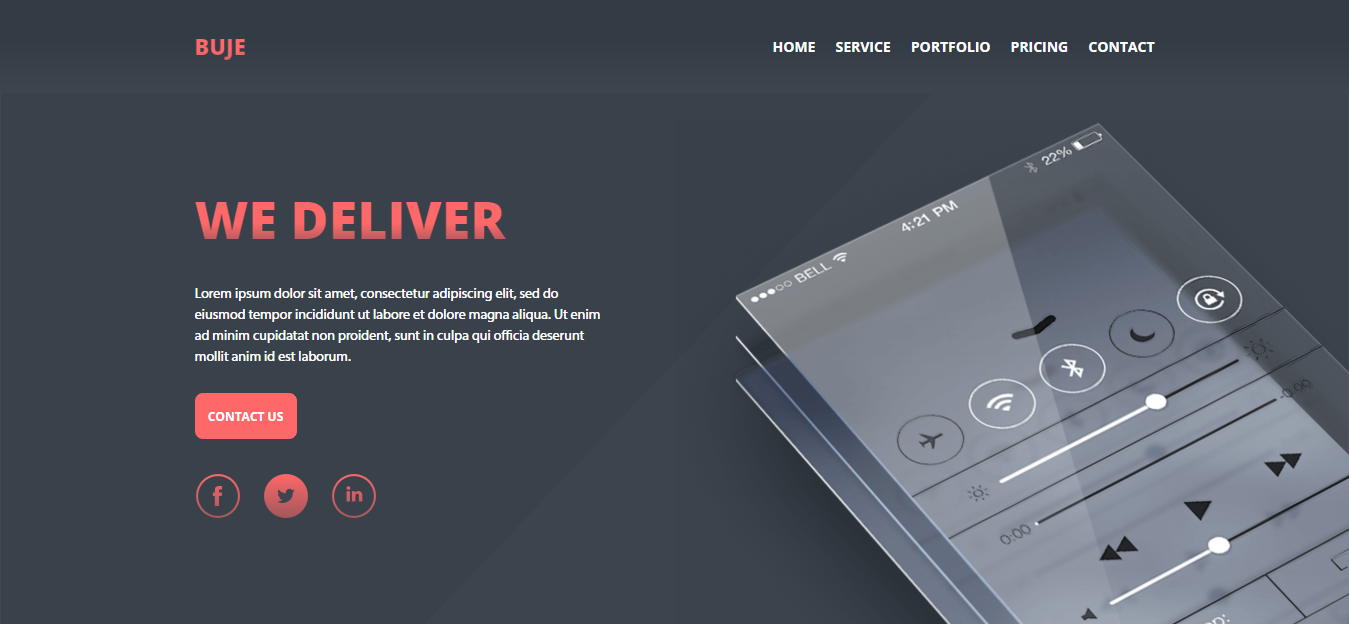 BUJE
HOME SERVICE PORTFOLIO PRICING CONTACT
WE DELIVER
Lorem ipsum dolor sit amet, consectetur adipiscing elit, sed do
eiusmod tempor incididunt ut labore et dolore magna aliqua. Ut enim
ad minim cupidatat non proident, sunt in culpa qui officia deserunt
mollit anim id est laborum.
CONTACT US
f
in
BELL
4:21 PM
22%
0:00
-0:00